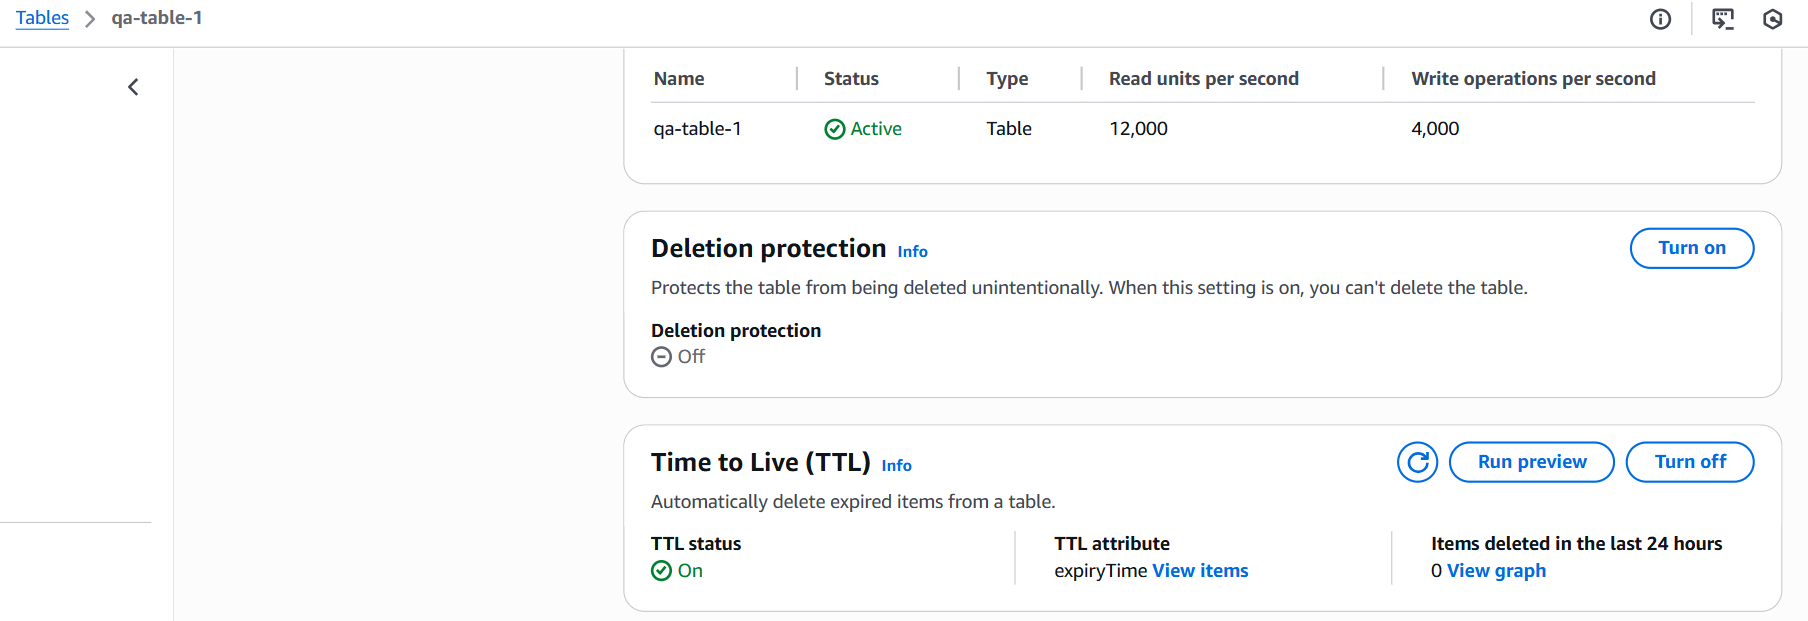 Tables > qa-table-1
Name Status Type Read units per second Write operations per second
qa-table-1 Active Table 12,000 4,000
Deletion protection Info Turn on
Protects the table from being deleted unintentionally. When this setting is on, you can't delete the table.
Deletion protection
Off
Time to Live (TTL) Info Run preview Turn off
Automatically delete expired items from a table.
TTL status TTL attribute Items deleted in the last 24 hours
On expiryTime View items 0 View graph